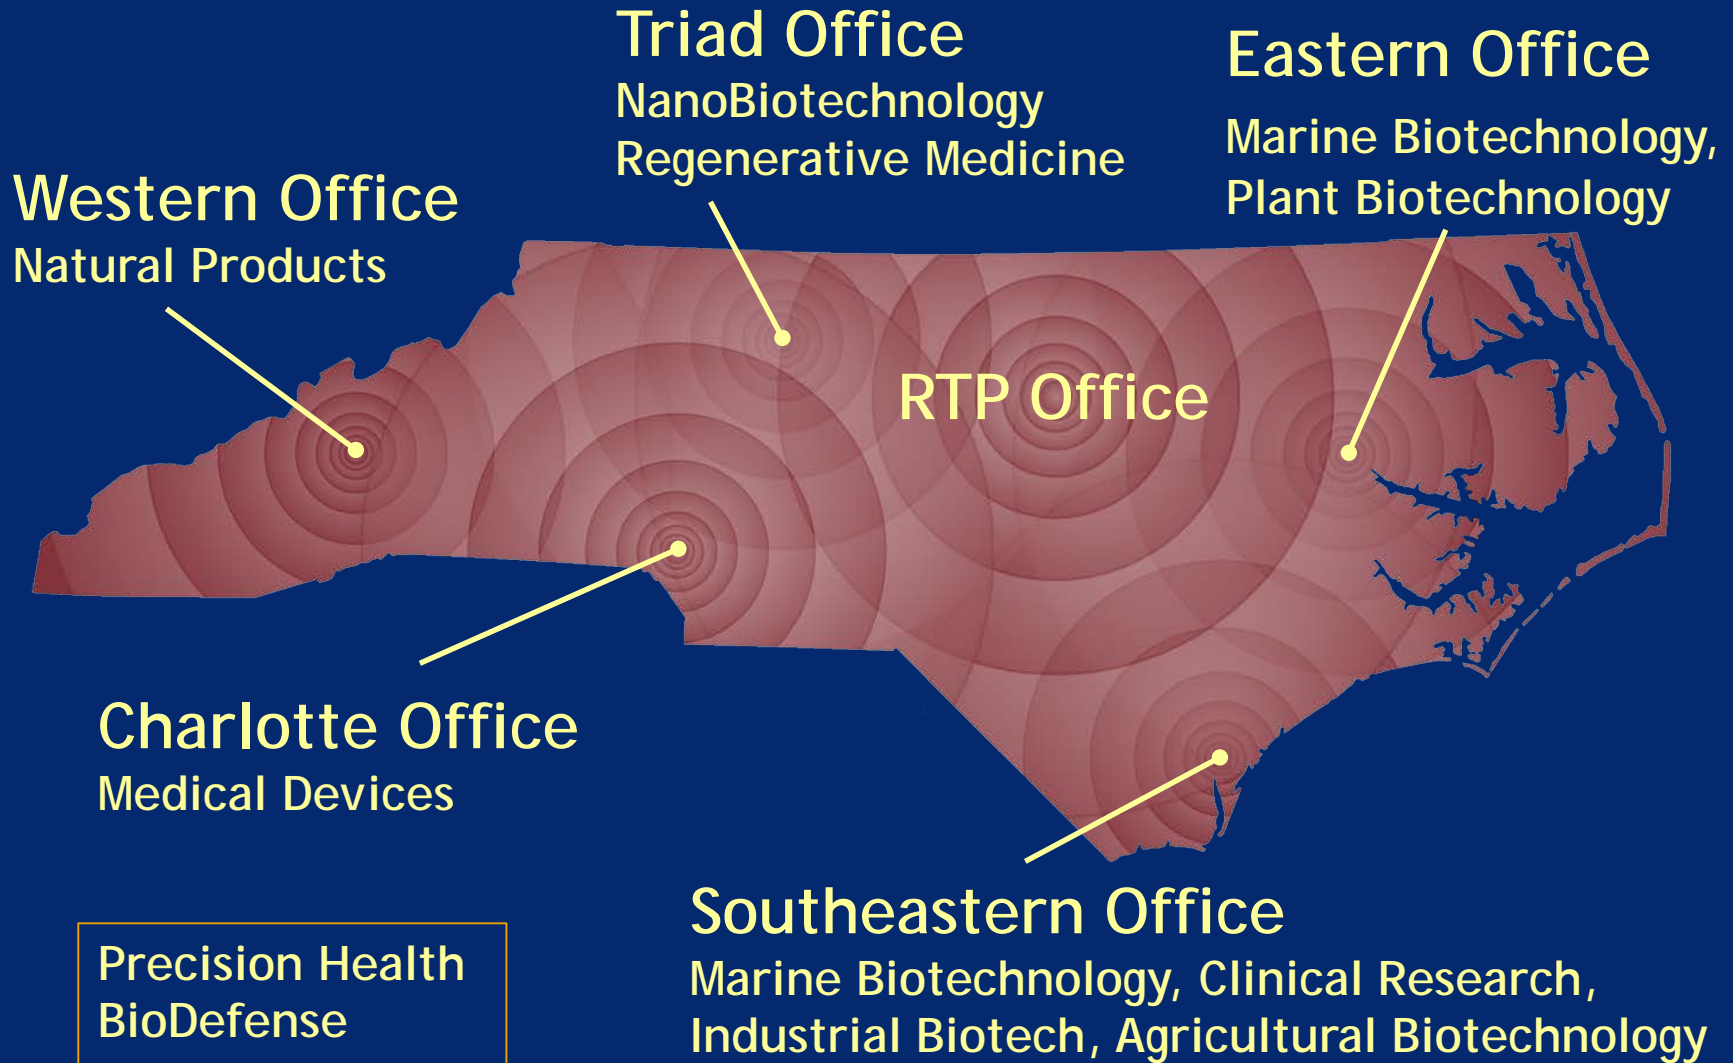 Triad Office
NanoBiotechnology
Regenerative Medicine
Eastern Office
Marine Biotechnology,
Plant Biotechnology
Western Office
Natural Products
RTP Office
Charlotte Office
Medical Devices
Southeastern Office
Marine Biotechnology, Clinical Research,
Industrial Biotech, Agricultural Biotechnology
Precision Health
BioDefense